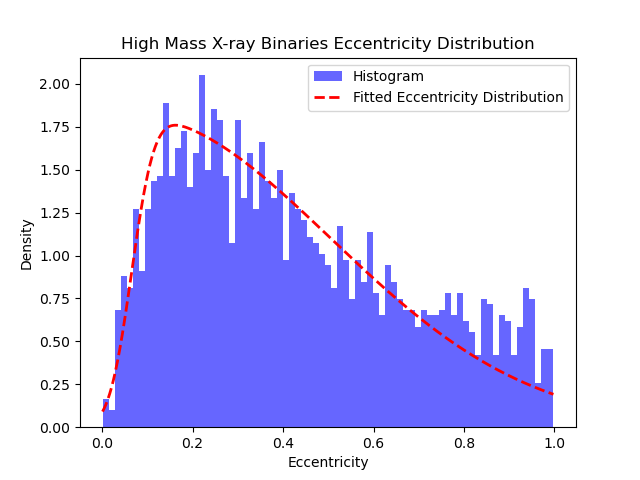 High Mass X-ray Binaries Eccentricity Distribution
Histogram
Fitted Eccentricity Distribution
Density
2.00
1.75
1.50
1.25
1.00
0.75
0.50
0.25
0.00
0.0 0.2 0.4 0.6 0.8 1.0
Eccentricity